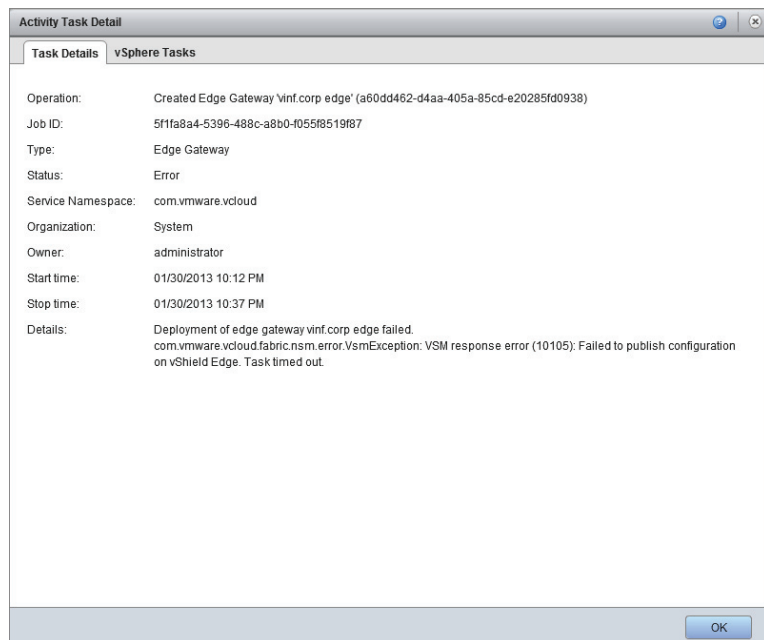 Activity Task Detail
Task Details vSphere Tasks
Operation: Created Edge Gateway 'vinf.corp edge' (a60dd462-d4aa-405a-85cd-e20285fd0938)
Job ID: 5f1fa8a4-5396-488c-a8b0-f055f8519f87
Type: Edge Gateway
Status: Error
Service Namespace: com.vmware.vcloud
Organization: System
Owner: administrator
Start time: 01/30/2013 10:12 PM
Stop time: 01/30/2013 10:37 PM
Details: Deployment of edge gateway vinf.corp edge failed.
com.vmware.vcloud.fabric.nsm.error.VsmException: VSM response error (10105): Failed to publish configuration
on vShield Edge. Task timed out.
OK